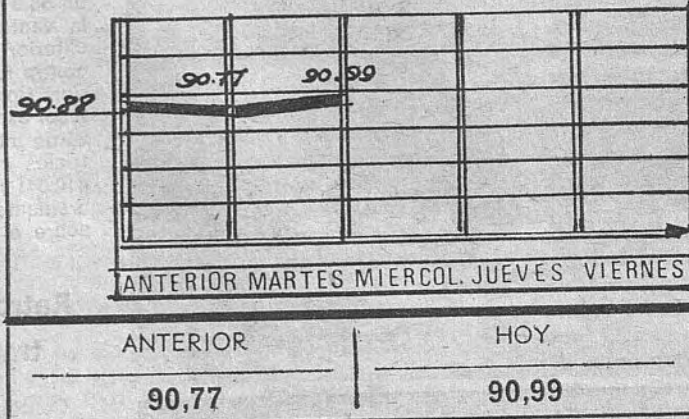 90.77 90.99
90.88
ANTERIOR MARTES MIERCOL. JUEVES VIERNES
ANTERIOR HOY
90,77 90,99